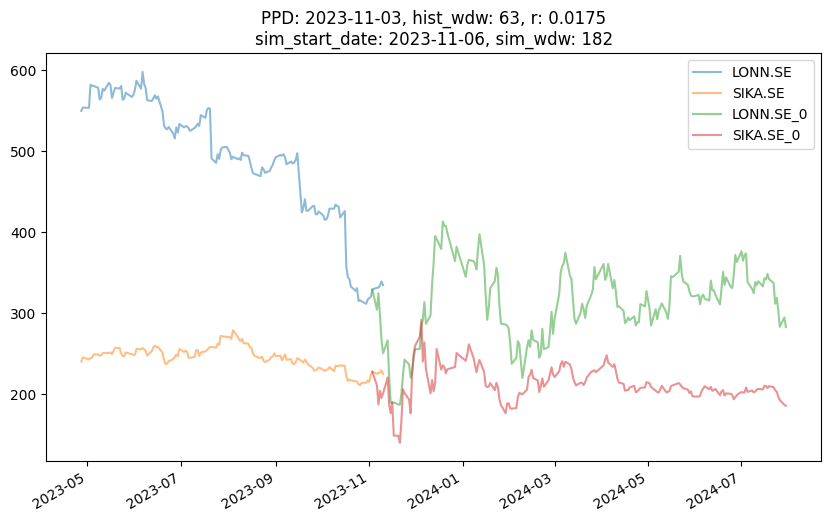 PPD: 2023-11-03, hist_wdw: 63, r: 0.0175
sim_start_date: 2023-11-06, sim_wdw: 182
LONN.SE
SIKA.SE
LONN.SE_0
SIKA.SE_0
600
500
400
300
200
2023-05
2023-07
2023-09
2023-11
2024-01
2024-03
2024-05
2024-07